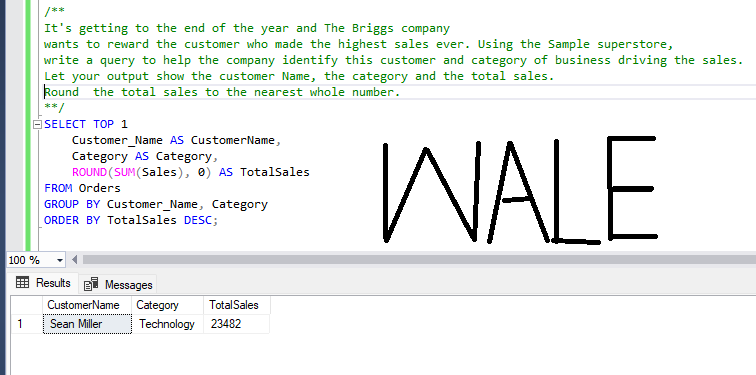 /**
It's getting to the end of the year and The Briggs company
wants to reward the customer who made the highest sales ever. Using the Sample superstore,
write a query to help the company identify this customer and category of business driving the sales.
Let your output show the customer Name, the category and the total sales.
Round  the total sales to the nearest whole number.
**/
SELECT TOP 1
    Customer_Name AS CustomerName,
    Category AS Category,
    ROUND(SUM(Sales), 0) AS TotalSales
FROM Orders
GROUP BY Customer_Name, Category
ORDER BY TotalSales DESC;
WALE
100 %
Results Messages
CustomerName Category TotalSales
1 Sean Miller Technology 23482